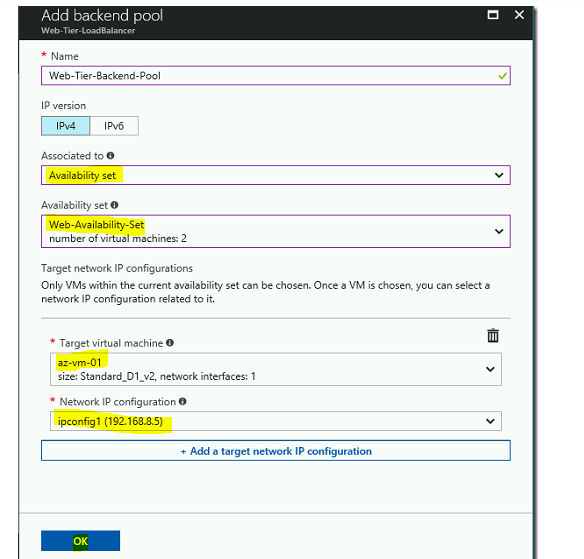 Add backend pool
Web-Tier-LoadBalancer
* Name
Web-Tier-Backend-Pool
IP version
IPv4 IPv6
Associated to
Availability set
Availability set
Web-Availability-Set
number of virtual machines: 2
Target network IP configurations
Only VMs within the current availability set can be chosen. Once a VM is chosen, you can select a
network IP configuration related to it.
* Target virtual machine
az-vm-01
size: Standard_D1_v2, network interfaces: 1
* Network IP configuration
ipconfig1 (192.168.8.5)
+ Add a target network IP configuration
OK